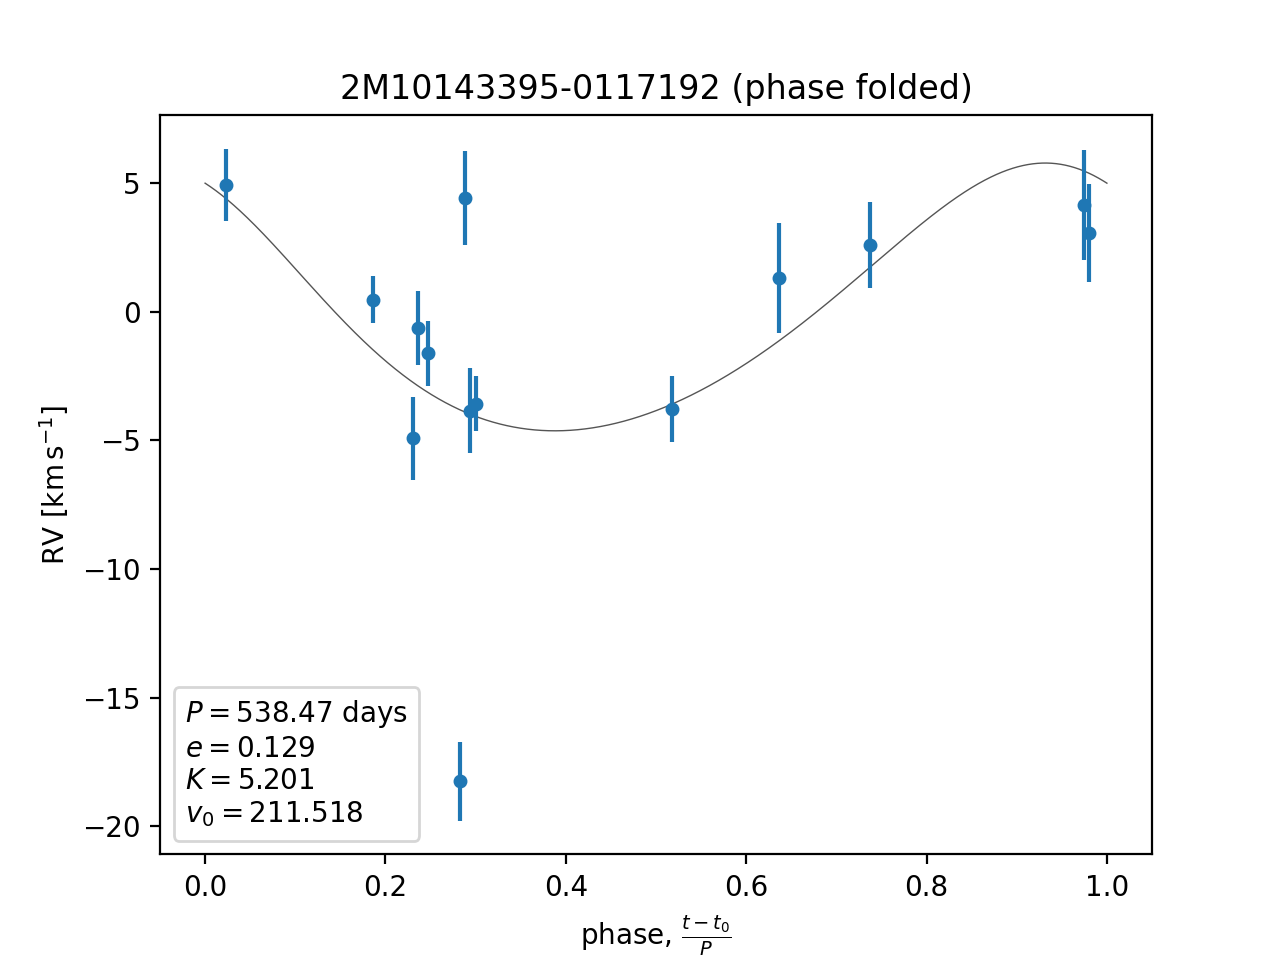 2M10143395-0117192 (phase folded)
5
0
−5
−10
−15
−20
RV [km s⁻¹]
P = 538.47 days
e = 0.129
K = 5.201
v₀ = 211.518
0.0 0.2 0.4 0.6 0.8 1.0
phase, (t − t₀)/P